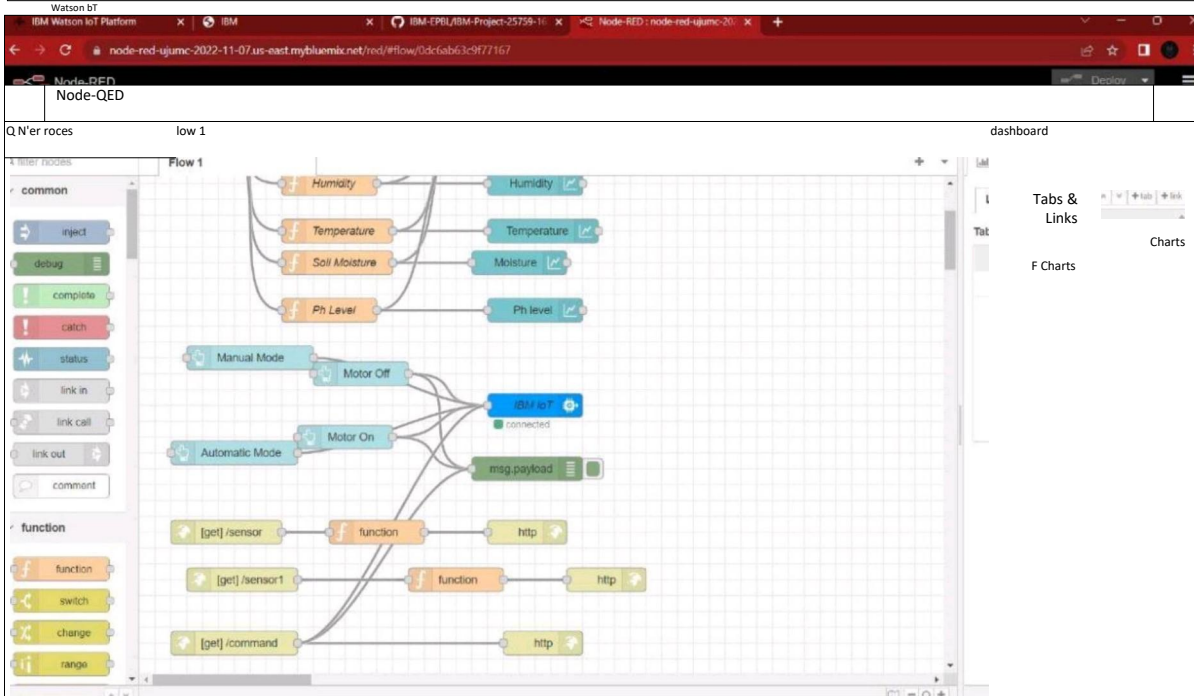 Watson bT
IBM Watson IoT Platform × IBM × IBM-EPBL/IBM-Project-25759-16 × Node-RED : node-red-ujumc-202 × +
node-red-ujumc-2022-11-07.us-east.mybluemix.net/red/#flow/0dc6ab63c9f77167
Node-RED Deploy
Node-QED
Q N'er roces low 1 dashboard
filter nodes Flow 1
common
inject
debug
complete
catch
status
link in
link call
link out
comment
function
function
switch
change
range
Humidity Humidity
Temperature Temperature
Soil Moisture Moisture
Ph Level Ph level
Manual Mode
Motor Off
IBM IoT
connected
Motor On
Automatic Mode
msg.payload
[get] /sensor function http
[get] /sensor1 function http
[get] /command http
Tabs &
Links
+ tab + link
Tab
Charts
F Charts